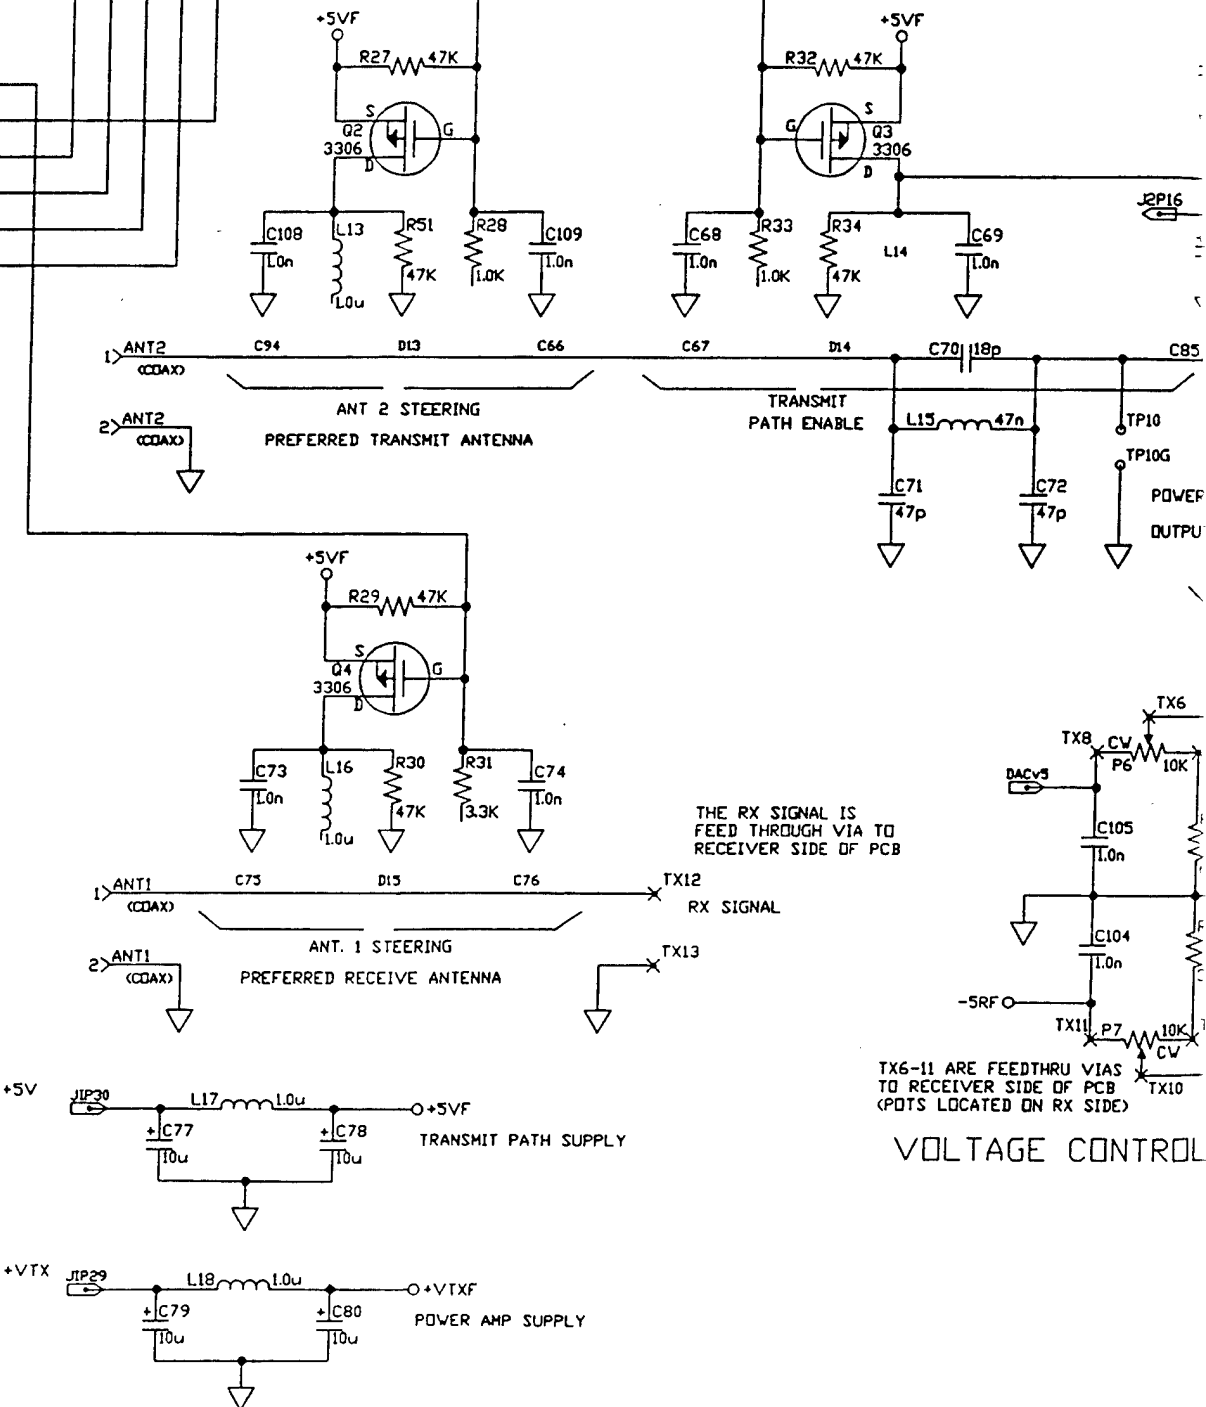 +5VF
R27 47K
S
Q2
3306
G
D
C108
1.0n
L13
1.0u
R51
47K
R28
1.0K
C109
1.0n
+5VF
R32 47K
S
G
Q3
3306
D
J2P16
C68
1.0n
R33
1.0K
R34
47K
L14
C69
1.0n
1 ANT2
(COAX)
C94
D13
C66
C67
D14
C70 18p
C85
ANT 2 STEERING
PREFERRED TRANSMIT ANTENNA
TRANSMIT
PATH ENABLE
L15 47n
TP10
TP10G
2 ANT2
(COAX)
C71
47p
C72
47p
POWER
OUTPU
+5VF
R29 47K
S
Q4
3306
G
D
C73
1.0n
L16
1.0u
R30
47K
R31
3.3K
C74
1.0n
THE RX SIGNAL IS
FEED THROUGH VIA TO
RECEIVER SIDE OF PCB
TX6
TX8 CW
P6 10K
DACv5
C105
1.0n
1 ANT1
(COAX)
C75
D15
C76
TX12
RX SIGNAL
ANT. 1 STEERING
PREFERRED RECEIVE ANTENNA
2 ANT1
(COAX)
TX13
C104
1.0n
-5RF
TX11 P7 10K
CW
TX10
TX6-11 ARE FEEDTHRU VIAS
TO RECEIVER SIDE OF PCB
(POTS LOCATED ON RX SIDE)
VOLTAGE CONTROL
+5V
J1P30
L17 1.0u
+5VF
C77
10u
C78
10u
TRANSMIT PATH SUPPLY
+VTX
J1P29
L18 1.0u
+VTXF
C79
10u
C80
10u
POWER AMP SUPPLY